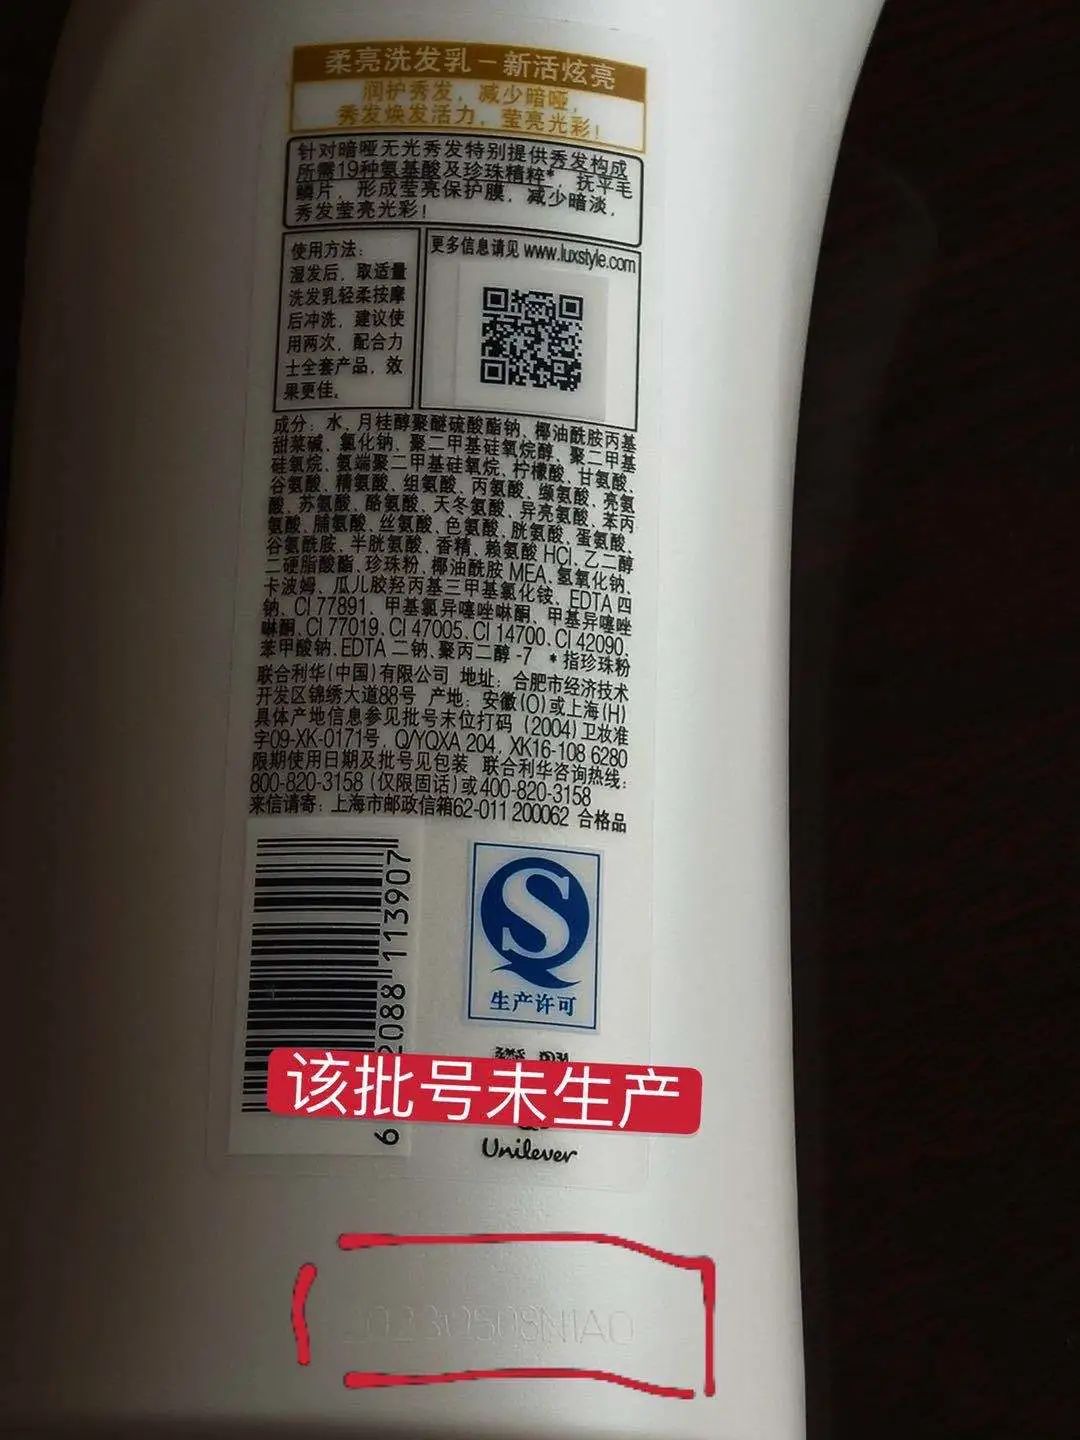 柔亮洗发乳－新活炫亮
润护秀发，减少暗哑，
秀发焕发活力，莹亮光彩！
针对暗哑无光秀发特别提供秀发构成
所需19种氨基酸及珍珠精粹*，抚平毛
鳞片，形成莹亮保护膜，减少暗淡，
秀发莹亮光彩！
使用方法：
湿发后，取适量
洗发乳轻柔按摩
后冲洗，建议使
用两次，配合力
士全套产品，效
果更佳。
更多信息请见 www.luxstyle.com
成分：水、月桂醇聚醚硫酸酯钠、椰油酰胺丙基
甜菜碱、氯化钠、聚二甲基硅氧烷醇、聚二甲基
硅氧烷、氨端聚二甲基硅氧烷、柠檬酸、甘氨酸、
谷氨酸、精氨酸、组氨酸、丙氨酸、缬氨酸、亮氨
酸、苏氨酸、酪氨酸、天冬氨酸、异亮氨酸、苯丙
氨酸、脯氨酸、丝氨酸、色氨酸、胱氨酸、蛋氨酸、
谷氨酰胺、半胱氨酸、香精、赖氨酸 HCl、乙二醇
二硬脂酸酯、珍珠粉、椰油酰胺 MEA、氢氧化钠、
卡波姆、瓜儿胶羟丙基三甲基氯化铵、EDTA 四
钠、CI 77891、甲基氯异噻唑啉酮、甲基异噻唑
啉酮、CI 77019、CI 47005、CI 14700、CI 42090、
苯甲酸钠、EDTA 二钠、聚丙二醇 -7 *指珍珠粉
联合利华(中国)有限公司 地址：合肥市经济技术
开发区锦绣大道88号 产地：安徽(O)或上海(H)
具体产地信息参见批号末位打码 (2004)卫妆准
字09-XK-0171号，Q/YQXA 204，XK16-108 6280
限期使用日期及批号见包装 联合利华咨询热线：
800-820-3158 (仅限固话)或400-820-3158
来信请寄：上海市邮政信箱62-011 200062 合格品
2088 113907
6
生产许可
该批号未生产
Unilever
20230508N1AO